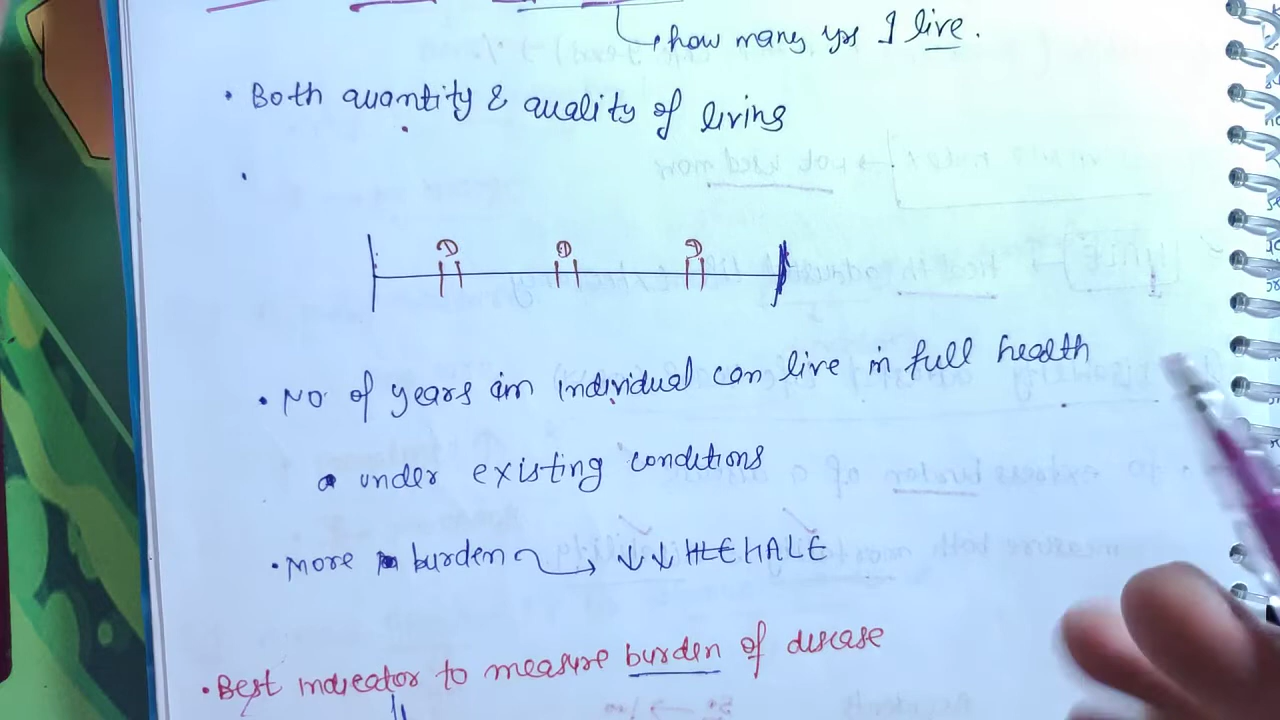 how many yrs I live.
• Both quantity & quality of living
D D D
• No of years an individual can live in full health
under existing conditions
• More burden → ↓↓ HLE HALE
• Best indicator to measure burden of disease